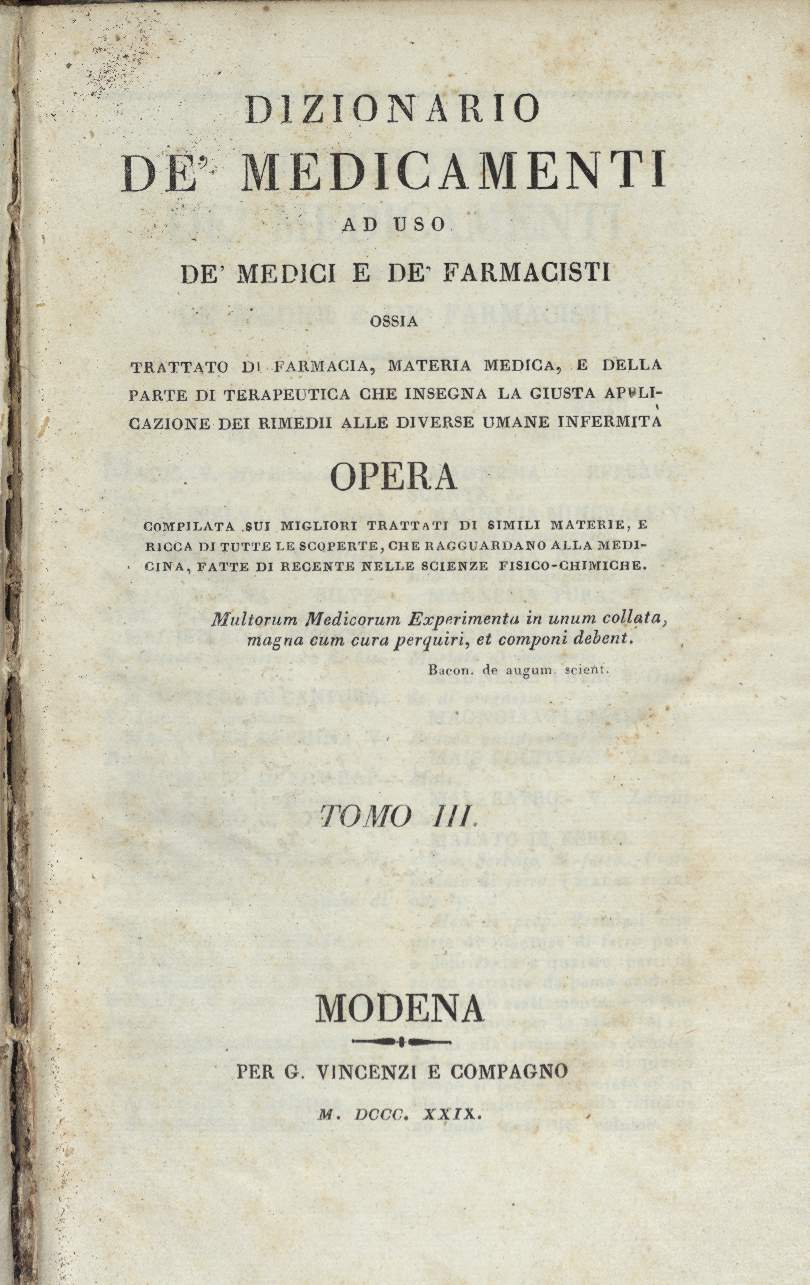 DIZIONARIO
DE' MEDICAMENTI
AD USO
DE' MEDICI E DE' FARMACISTI
OSSIA
TRATTATO DI FARMACIA, MATERIA MEDICA, E DELLA
PARTE DI TERAPEUTICA CHE INSEGNA LA GIUSTA APPLI-
CAZIONE DEI RIMEDII ALLE DIVERSE UMANE INFERMITÀ
OPERA
COMPILATA SUI MIGLIORI TRATTATI DI SIMILI MATERIE, E
RICCA DI TUTTE LE SCOPERTE, CHE RAGGUARDANO ALLA MEDI-
CINA, FATTE DI RECENTE NELLE SCIENZE FISICO-CHIMICHE.
Multorum Medicorum Experimenta in unum collata,
magna cum cura perquiri, et componi debent.
Bacon. de augum. scient.
TOMO III.
MODENA
PER G. VINCENZI E COMPAGNO
M. DCCC. XXIX.